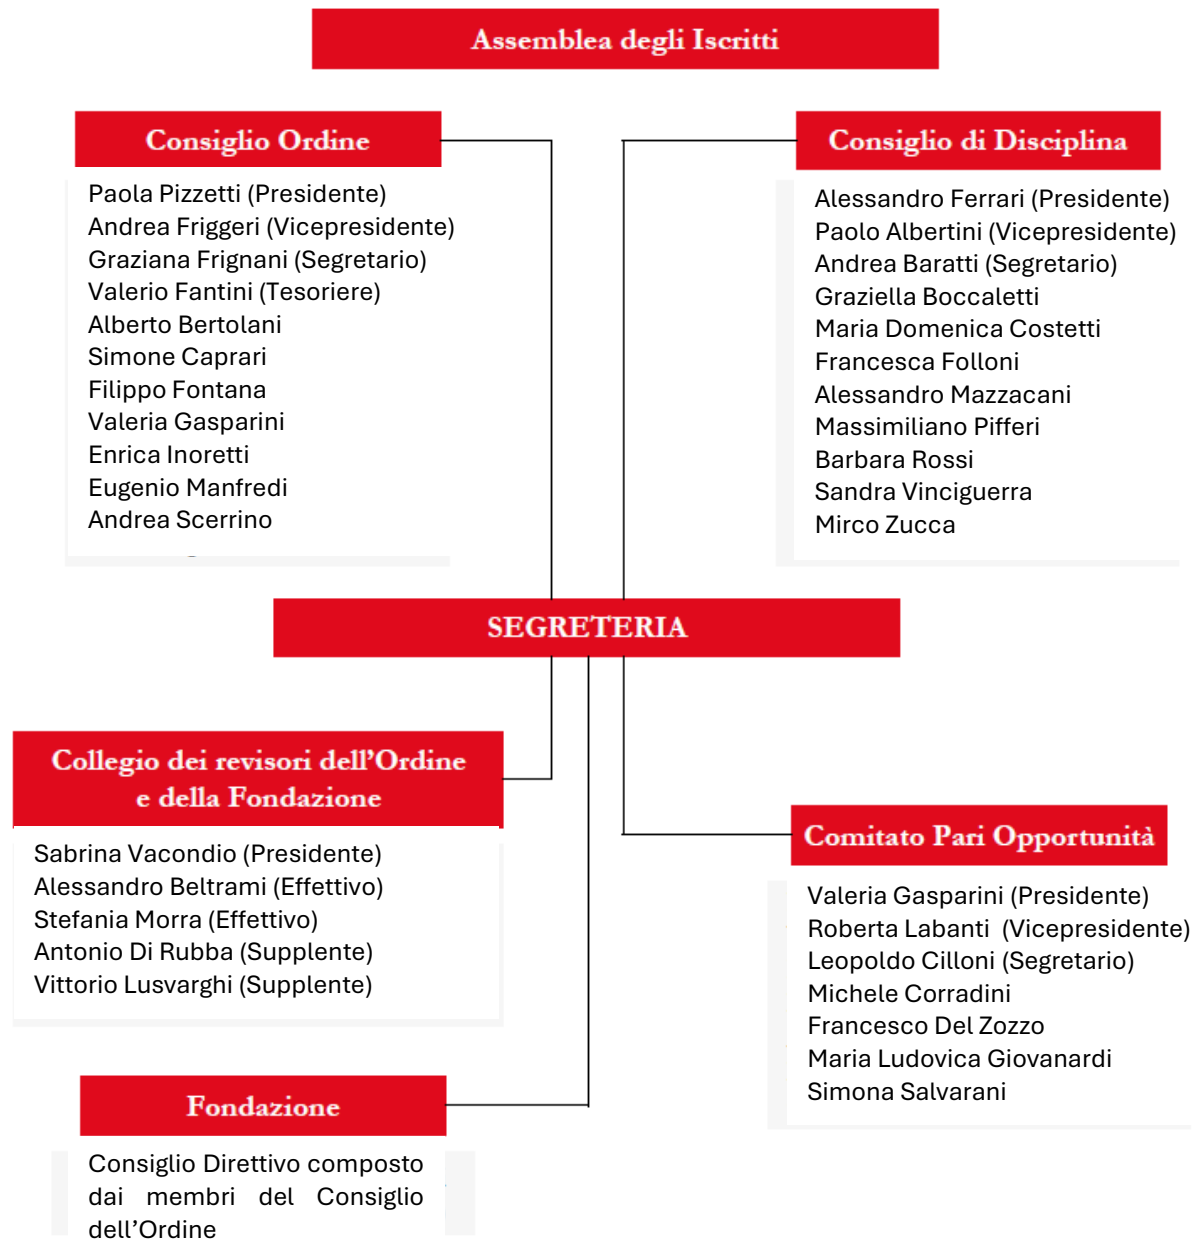 Assemblea degli Iscritti
Consiglio Ordine
Paola Pizzetti (Presidente)
Andrea Friggeri (Vicepresidente)
Graziana Frignani (Segretario)
Valerio Fantini (Tesoriere)
Alberto Bertolani
Simone Caprari
Filippo Fontana
Valeria Gasparini
Enrica Inoretti
Eugenio Manfredi
Andrea Scerrino
Consiglio di Disciplina
Alessandro Ferrari (Presidente)
Paolo Albertini (Vicepresidente)
Andrea Baratti (Segretario)
Graziella Boccaletti
Maria Domenica Costetti
Francesca Folloni
Alessandro Mazzacani
Massimiliano Pifferi
Barbara Rossi
Sandra Vinciguerra
Mirco Zucca
SEGRETERIA
Collegio dei revisori dell’Ordine
e della Fondazione
Sabrina Vacondio (Presidente)
Alessandro Beltrami (Effettivo)
Stefania Morra (Effettivo)
Antonio Di Rubba (Supplente)
Vittorio Lusvarghi (Supplente)
Comitato Pari Opportunità
Valeria Gasparini (Presidente)
Roberta Labanti (Vicepresidente)
Leopoldo Cilloni (Segretario)
Michele Corradini
Francesco Del Zozzo
Maria Ludovica Giovanardi
Simona Salvarani
Fondazione
Consiglio Direttivo composto
dai membri del Consiglio
dell’Ordine